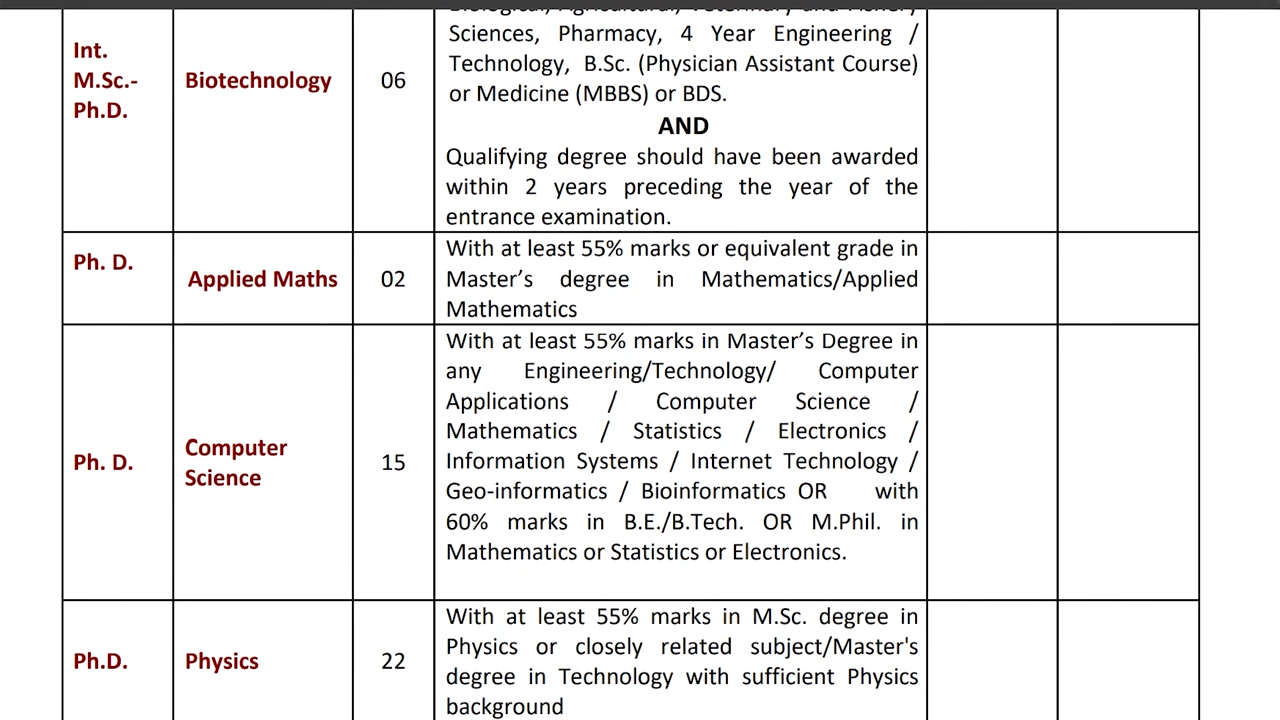 Sciences, Pharmacy, 4 Year Engineering /
Int.
M.Sc.-
Ph.D.
Biotechnology
06
Technology, B.Sc. (Physician Assistant Course)
or Medicine (MBBS) or BDS.
AND
Qualifying degree should have been awarded
within 2 years preceding the year of the
entrance examination.
Ph. D.
Applied Maths
02
With at least 55% marks or equivalent grade in
Master’s degree in Mathematics/Applied
Mathematics
Ph. D.
Computer
Science
15
With at least 55% marks in Master’s Degree in
any Engineering/Technology/ Computer
Applications / Computer Science /
Mathematics / Statistics / Electronics /
Information Systems / Internet Technology /
Geo-informatics / Bioinformatics OR with
60% marks in B.E./B.Tech. OR M.Phil. in
Mathematics or Statistics or Electronics.
Ph.D.
Physics
22
With at least 55% marks in M.Sc. degree in
Physics or closely related subject/Master's
degree in Technology with sufficient Physics
background